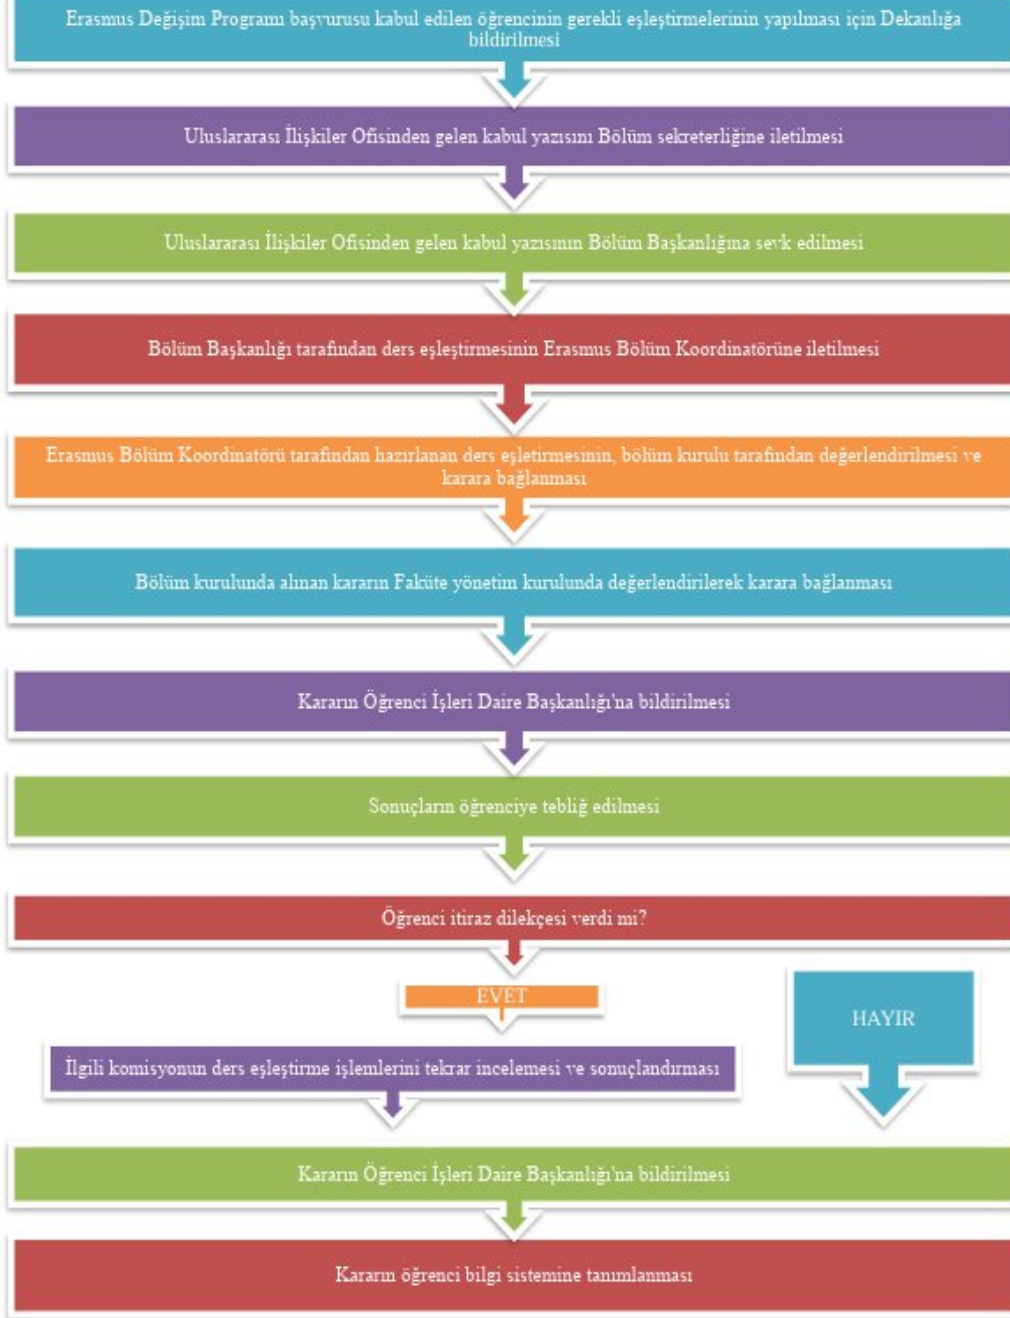 Erasmus Değişim Programı başvurusu kabul edilen öğrencinin gerekli eşleştirmelerinin yapılması için Dekanlığa
bildirilmesi
Uluslararası İlişkiler Ofisinden gelen kabul yazısını Bölüm sekreterliğine iletilmesi
Uluslararası İlişkiler Ofisinden gelen kabul yazısının Bölüm Başkanlığına sevk edilmesi
Bölüm Başkanlığı tarafından ders eşleştirmesinin Erasmus Bölüm Koordinatörüne iletilmesi
Erasmus Bölüm Koordinatörü tarafından hazırlanan ders eşletirmesinin, bölüm kurulu tarafından değerlendirilmesi ve
karara bağlanması
Bölüm kurulunda alınan kararın Faküte yönetim kurulunda değerlendirilerek karara bağlanması
Kararın Öğrenci İşleri Daire Başkanlığı'na bildirilmesi
Sonuçların öğrenciye tebliğ edilmesi
Öğrenci itiraz dilekçesi verdi mi?
EVET
HAYIR
İlgili komisyonun ders eşleştirme işlemlerini tekrar incelemesi ve sonuçlandırması
Kararın Öğrenci İşleri Daire Başkanlığı'na bildirilmesi
Kararın öğrenci bilgi sistemine tanımlanması